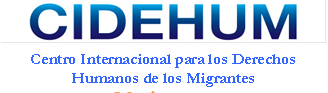 CIDEHUM
Centro Internacional para los Derechos
Humanos de los Migrantes